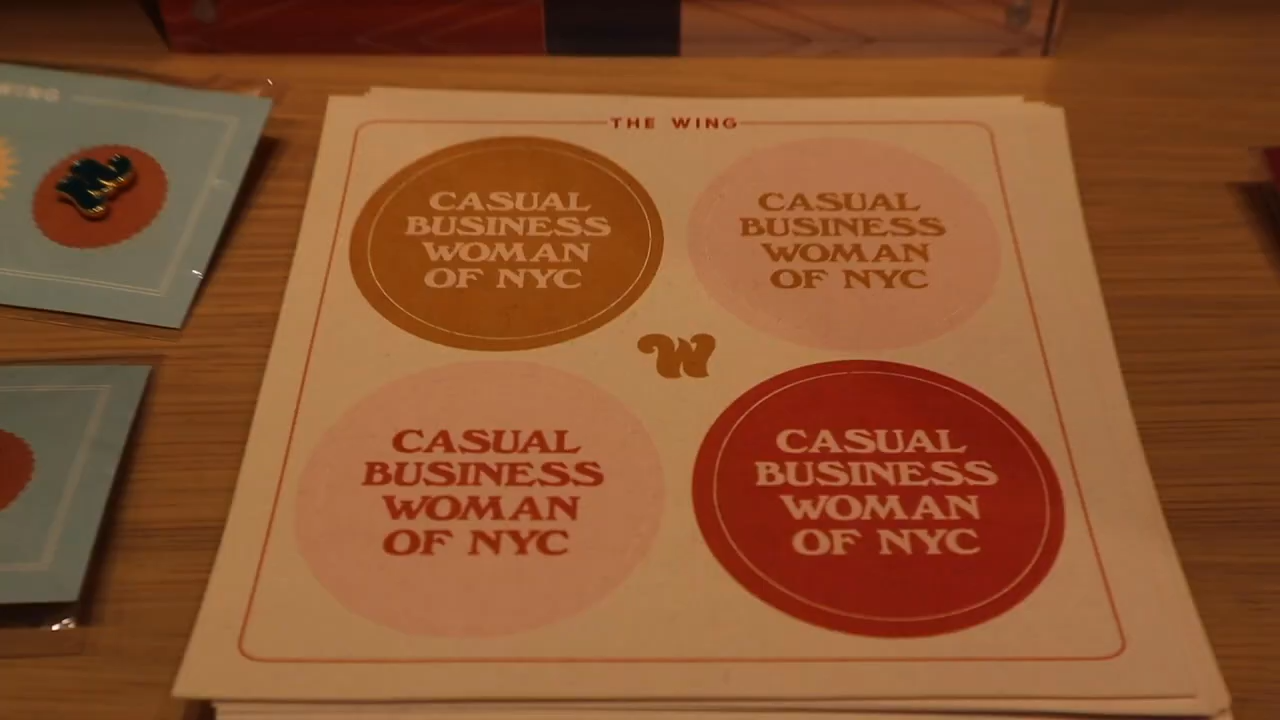 THE WING
CASUAL
BUSINESS
WOMAN
OF NYC
CASUAL
BUSINESS
WOMAN
OF NYC
W
CASUAL
BUSINESS
WOMAN
OF NYC
CASUAL
BUSINESS
WOMAN
OF NYC
WING
W